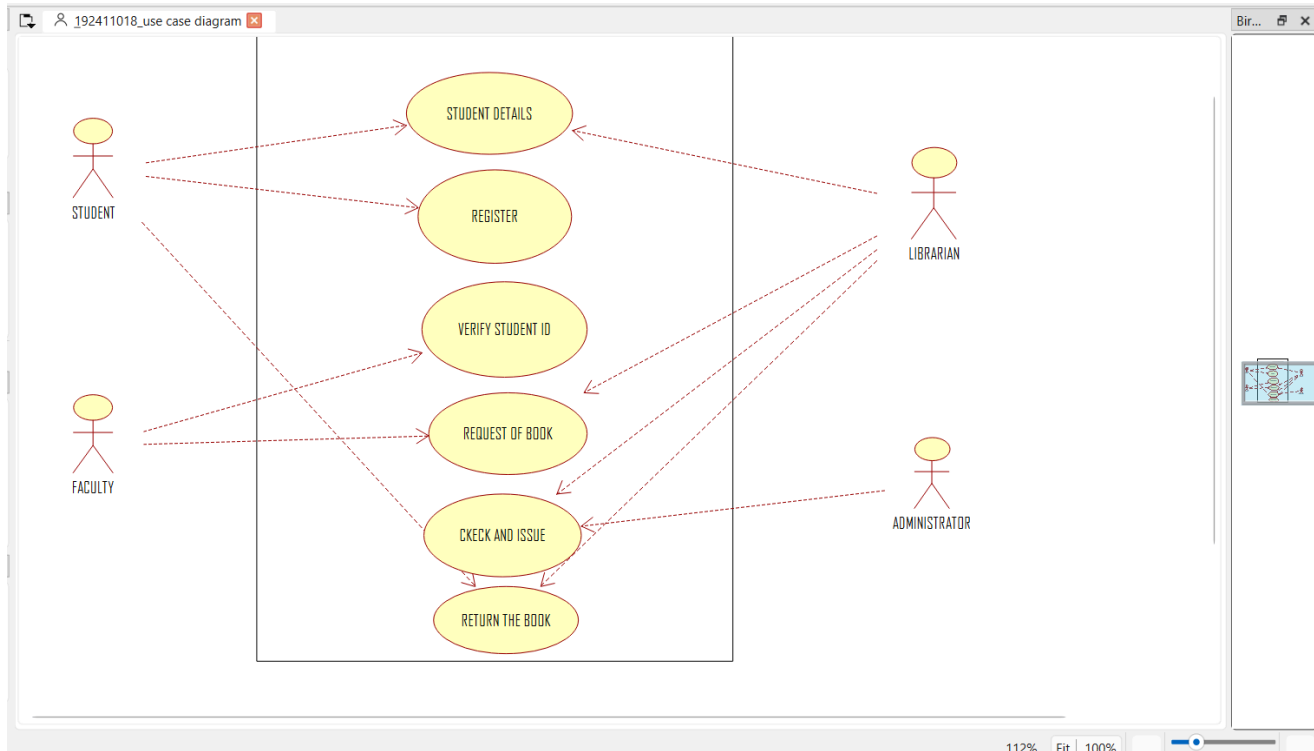 192411018_use case diagram
Bir...
STUDENT DETAILS
STUDENT
REGISTER
LIBRARIAN
VERIFY STUDENT ID
REQUEST OF BOOK
FACULTY
CKECK AND ISSUE
ADMINISTRATOR
RETURN THE BOOK
112% Fit 100%